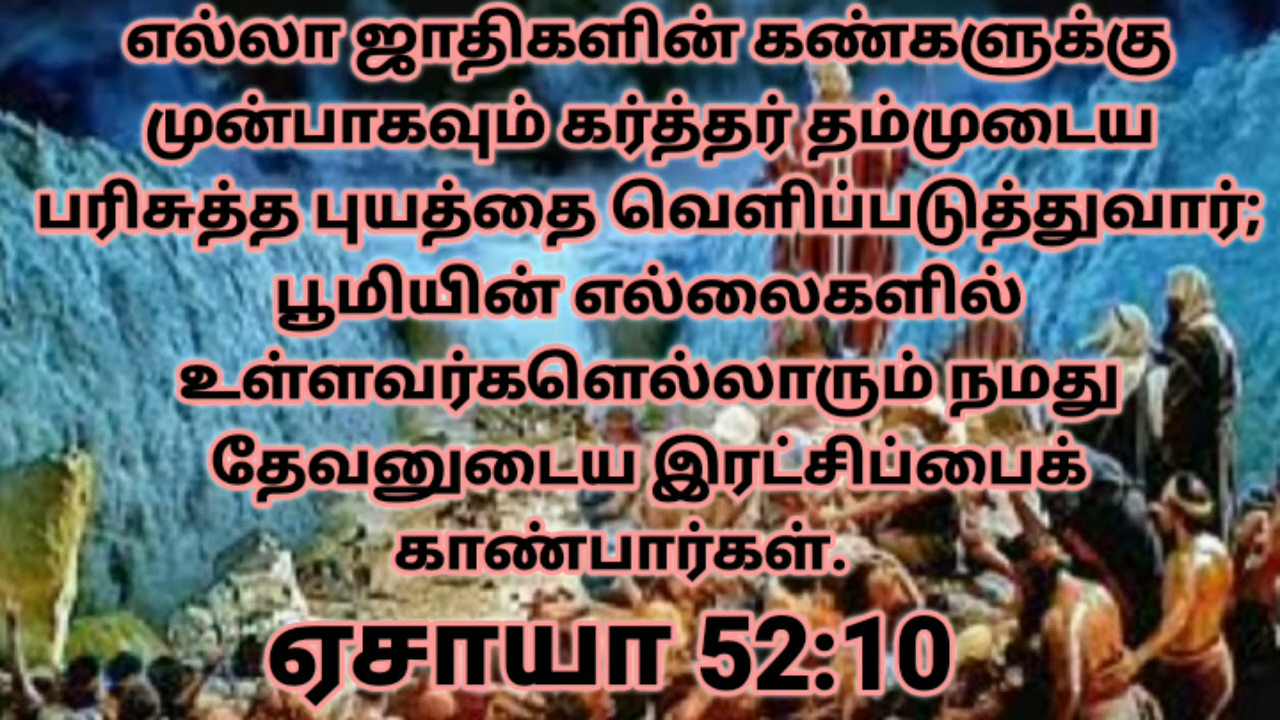 எல்லா ஜாதிகளின் கண்களுக்கு
முன்பாகவும் கர்த்தர் தம்முடைய
பரிசுத்த புயத்தை வெளிப்படுத்துவார்;
பூமியின் எல்லைகளில்
உள்ளவர்களெல்லாரும் நமது
தேவனுடைய இரட்சிப்பைக்
காண்பார்கள்.
ஏசாயா 52:10